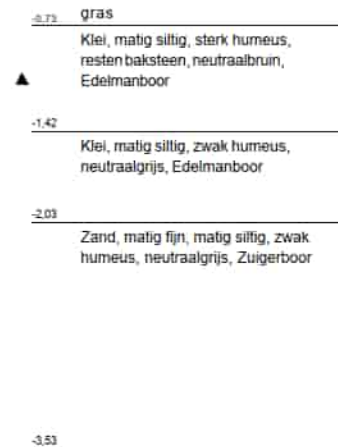 -0,73 gras
Klei, matig siltig, sterk humeus,
resten baksteen, neutraalbruin,
Edelmanboor
-1,42
Klei, matig siltig, zwak humeus,
neutraalgrijs, Edelmanboor
-2,03
Zand, matig fijn, matig siltig, zwak
humeus, neutraalgrijs, Zuigerboor
-3,53